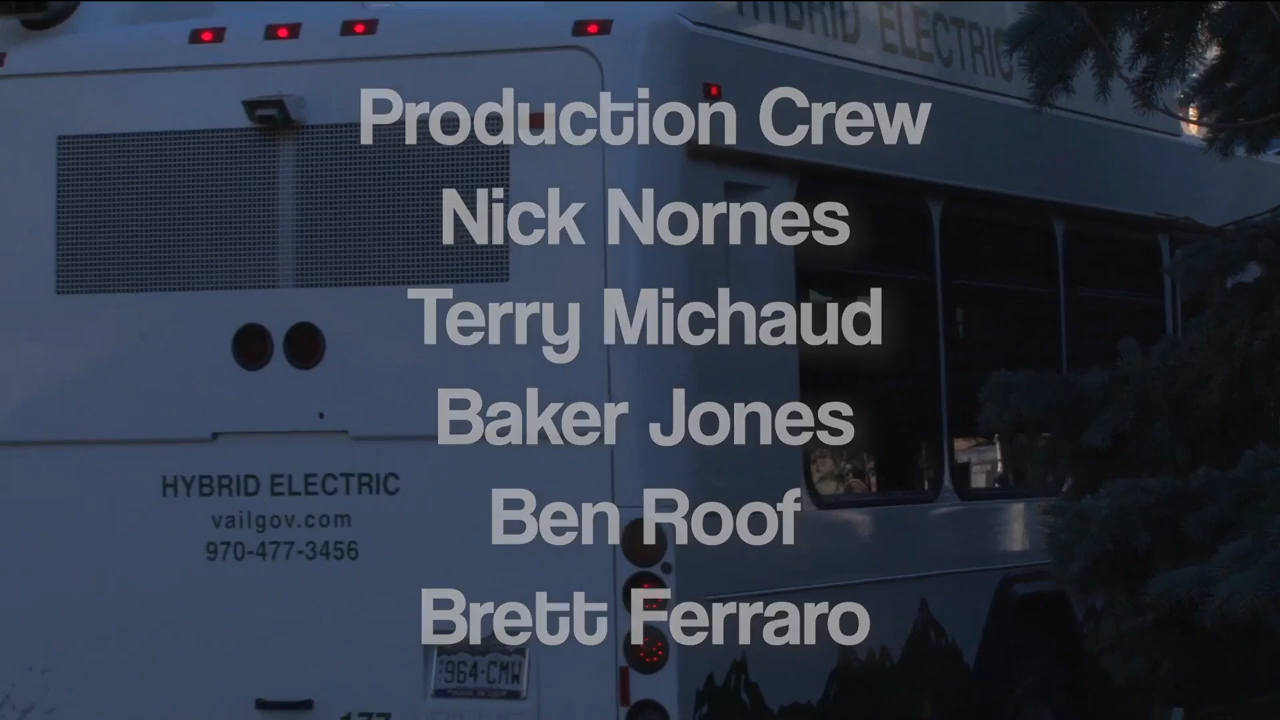 HYBRID ELECTRIC
Production Crew
Nick Nornes
Terry Michaud
Baker Jones
HYBRID ELECTRIC
vailgov.com
970-477-3456
Ben Roof
Brett Ferraro
964·CMW
177